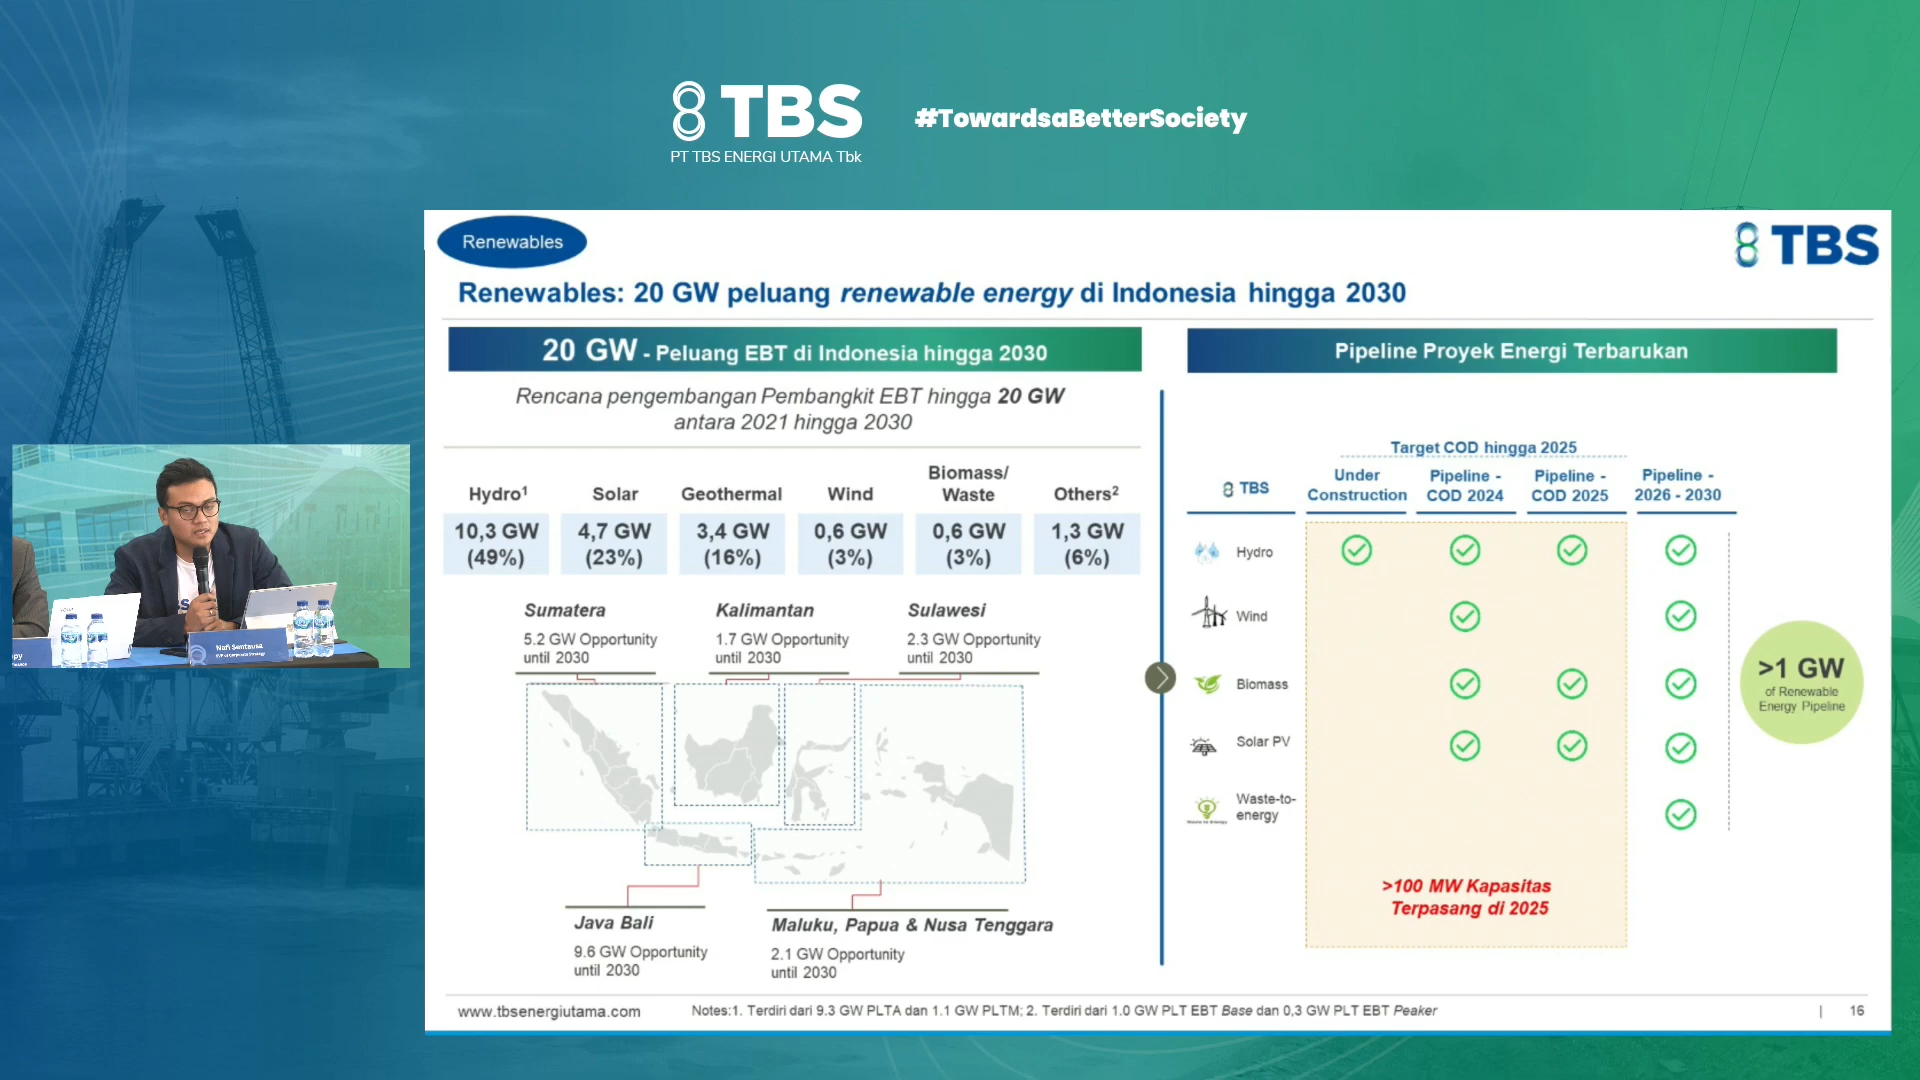 8 TBS
PT TBS ENERGI UTAMA Tbk
#TowardsaBetterSociety
Renewables
8 TBS
Renewables: 20 GW peluang renewable energy di Indonesia hingga 2030
20 GW - Peluang EBT di Indonesia hingga 2030
Rencana pengembangan Pembangkit EBT hingga 20 GW
antara 2021 hingga 2030
Hydro¹
Solar
Geothermal
Wind
Biomass/
Waste
Others²
10,3 GW
(49%)
4,7 GW
(23%)
3,4 GW
(16%)
0,6 GW
(3%)
0,6 GW
(3%)
1,3 GW
(6%)
Sumatera
5.2 GW Opportunity
until 2030
Kalimantan
1.7 GW Opportunity
until 2030
Sulawesi
2.3 GW Opportunity
until 2030
Java Bali
9.6 GW Opportunity
until 2030
Maluku, Papua & Nusa Tenggara
2.1 GW Opportunity
until 2030
Pipeline Proyek Energi Terbarukan
Target COD hingga 2025
8 TBS
Under
Construction
Pipeline -
COD 2024
Pipeline -
COD 2025
Pipeline -
2026 - 2030
Hydro
Wind
Biomass
Solar PV
Waste-to-
energy
>100 MW Kapasitas
Terpasang di 2025
>1 GW
of Renewable
Energy Pipeline
www.tbsenergiutama.com
Notes:1. Terdiri dari 9.3 GW PLTA dan 1.1 GW PLTM; 2. Terdiri dari 1.0 GW PLT EBT Base dan 0,3 GW PLT EBT Peaker
| 16
Nafi Sentausa
SVP of Corporate Strategy